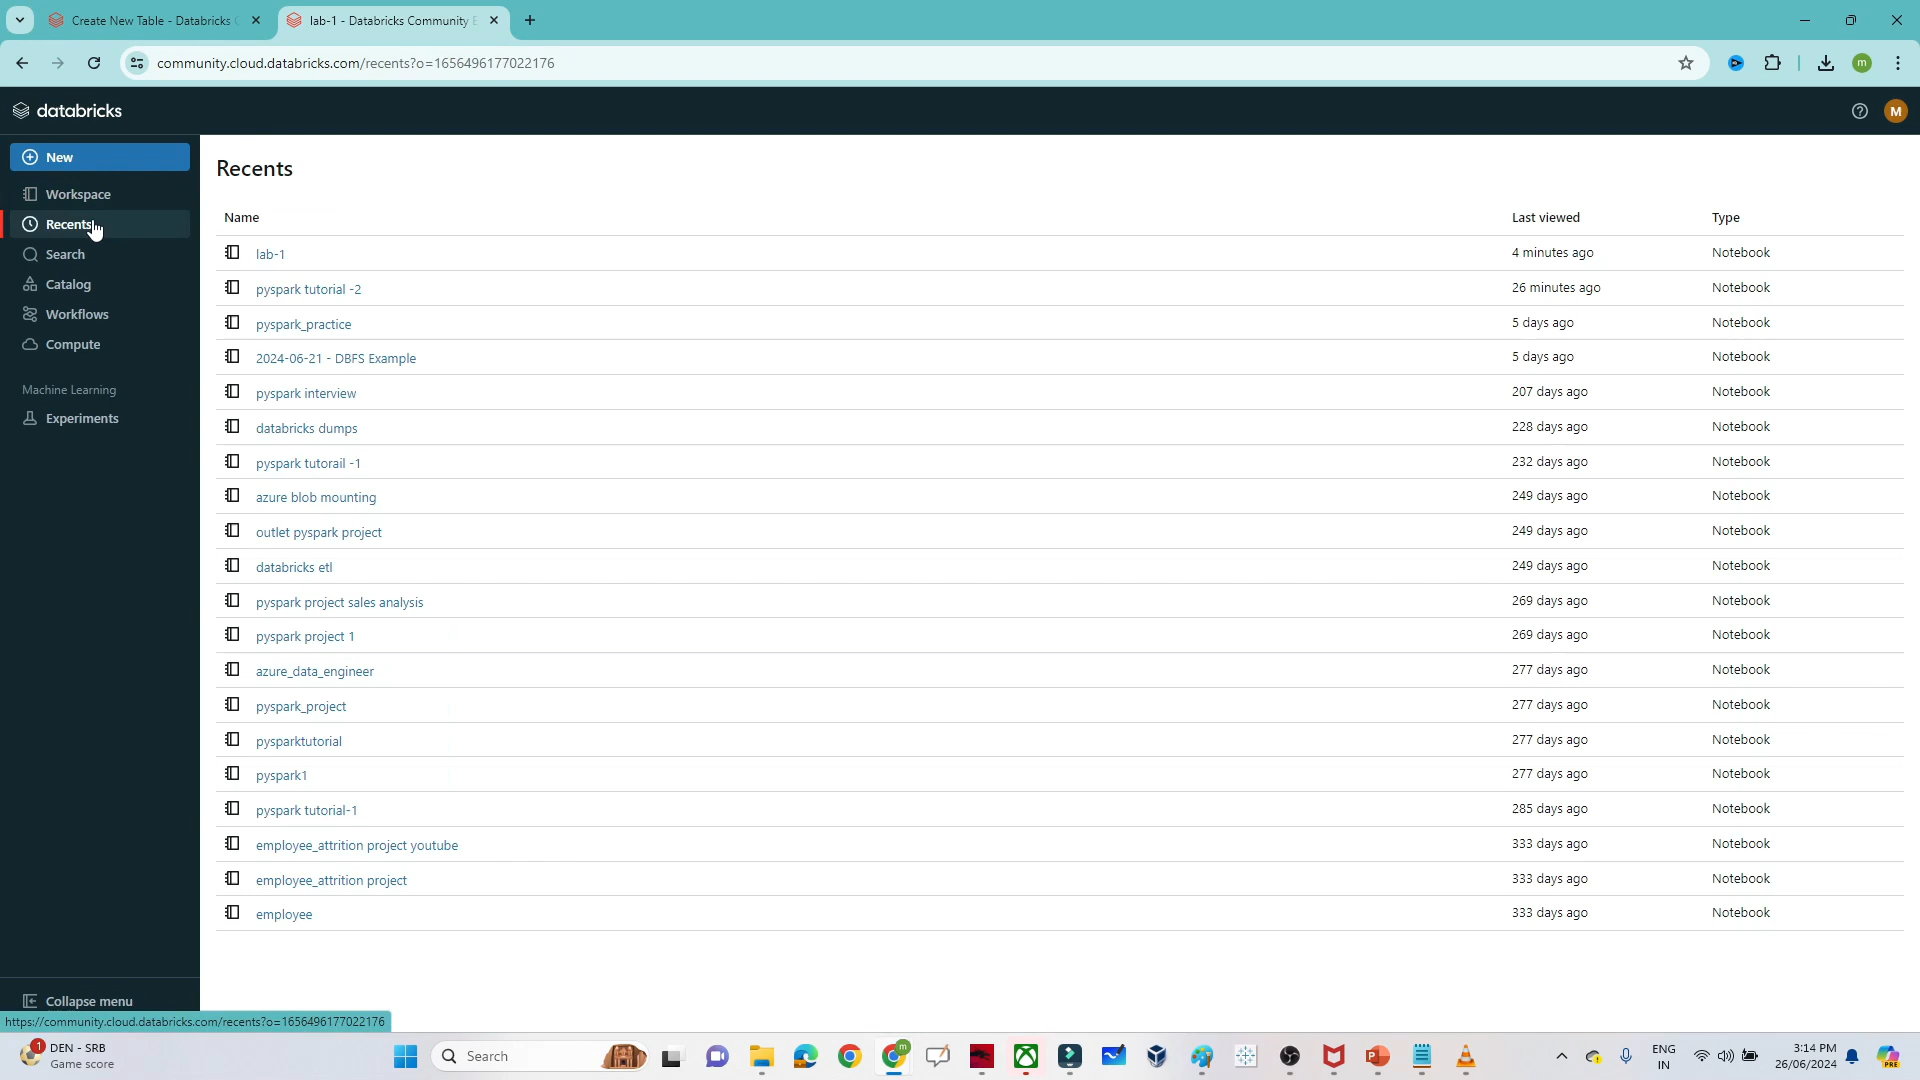 Create New Table - Databricks C
lab-1 - Databricks Community E
community.cloud.databricks.com/recents?o=1656496177022176
m
databricks
M
New
Workspace
Recents
Search
Catalog
Workflows
Compute
Machine Learning
Experiments
Collapse menu
Recents
Name Last viewed Type
lab-1 4 minutes ago Notebook
pyspark tutorial -2 26 minutes ago Notebook
pyspark_practice 5 days ago Notebook
2024-06-21 - DBFS Example 5 days ago Notebook
pyspark interview 207 days ago Notebook
databricks dumps 228 days ago Notebook
pyspark tutorail -1 232 days ago Notebook
azure blob mounting 249 days ago Notebook
outlet pyspark project 249 days ago Notebook
databricks etl 249 days ago Notebook
pyspark project sales analysis 269 days ago Notebook
pyspark project 1 269 days ago Notebook
azure_data_engineer 277 days ago Notebook
pyspark_project 277 days ago Notebook
pysparktutorial 277 days ago Notebook
pyspark1 277 days ago Notebook
pyspark tutorial-1 285 days ago Notebook
employee_attrition project youtube 333 days ago Notebook
employee_attrition project 333 days ago Notebook
employee 333 days ago Notebook
https://community.cloud.databricks.com/recents?o=1656496177022176
1
DEN - SRB
Game score
Search
m
ENG
IN
3:14 PM
26/06/2024
PRE